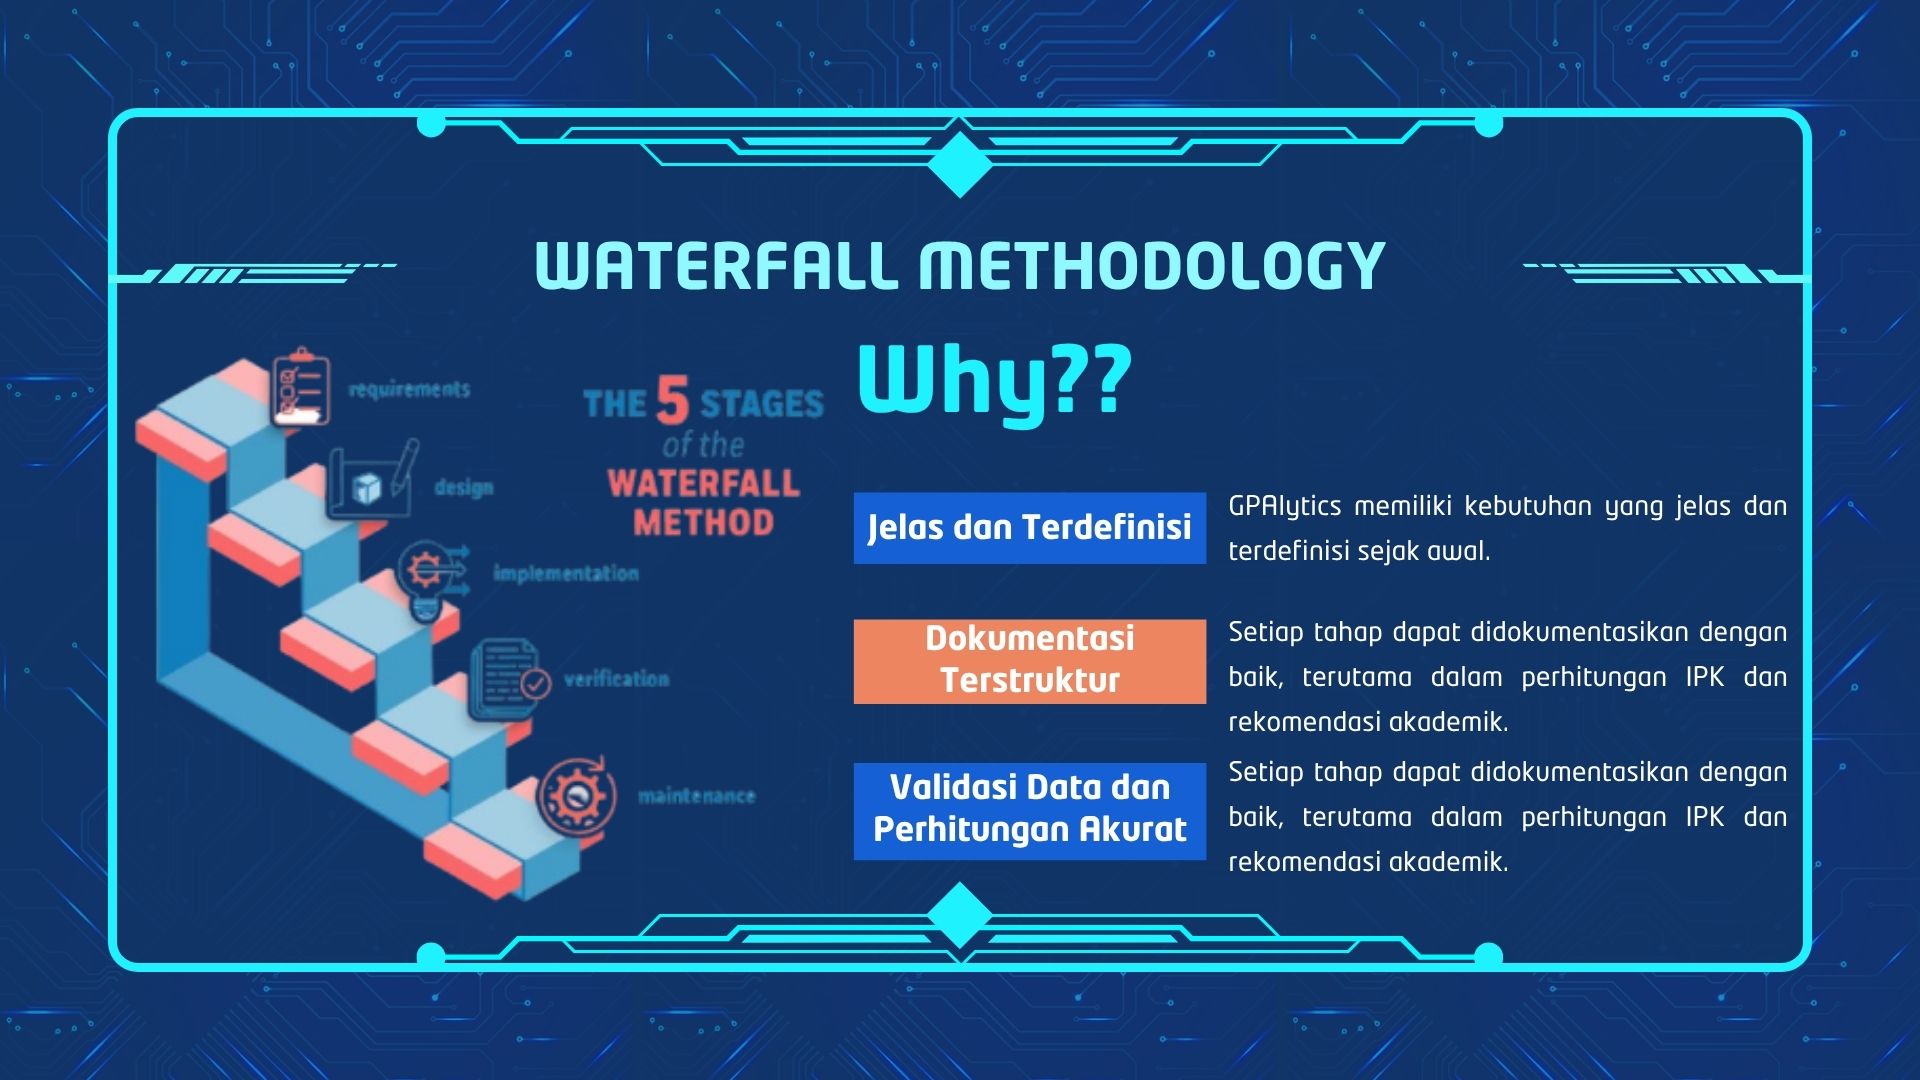 WATERFALL METHODOLOGY
Why??
THE 5 STAGES
of the
WATERFALL
METHOD
requirements
design
implementation
verification
maintenance
Jelas dan Terdefinisi
GPAlytics memiliki kebutuhan yang jelas dan
terdefinisi sejak awal.
Dokumentasi
Terstruktur
Setiap tahap dapat didokumentasikan dengan
baik, terutama dalam perhitungan IPK dan
rekomendasi akademik.
Validasi Data dan
Perhitungan Akurat
Setiap tahap dapat didokumentasikan dengan
baik, terutama dalam perhitungan IPK dan
rekomendasi akademik.